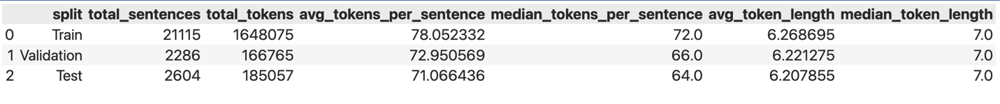 split total_sentences total_tokens avg_tokens_per_sentence median_tokens_per_sentence avg_token_length median_token_length
0 Train 21115 1648075 78.052332 72.0 6.268695 7.0
1 Validation 2286 166765 72.950569 66.0 6.221275 7.0
2 Test 2604 185057 71.066436 64.0 6.207855 7.0